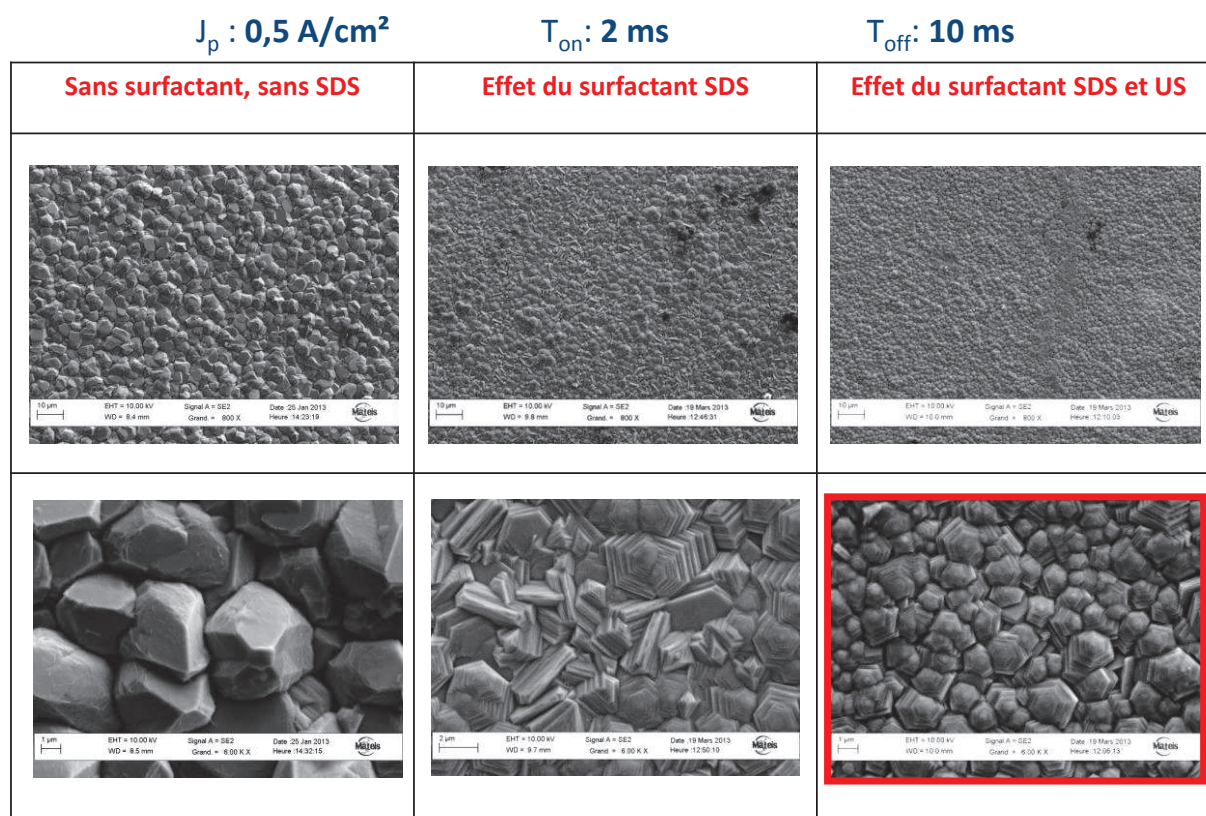 Jp : 0,5 A/cm² Ton: 2 ms Toff: 10 ms
Sans surfactant, sans SDS
Effet du surfactant SDS
Effet du surfactant SDS et US
10 µm
EHT = 10.00 kV Signal A = SE2 Date :25 Jan 2013
WD = 8.4 mm Grand. = 800 X Heure :14:23:19
Mateis
10 µm
EHT = 10.00 kV Signal A = SE2 Date :19 Mars 2013
WD = 9.8 mm Grand. = 800 X Heure :12:46:31
Mateis
10 µm
EHT = 10.00 kV Signal A = SE2 Date :19 Mars 2013
WD = 10.0 mm Grand. = 800 X Heure :12:10:09
Mateis
1 µm
EHT = 10.00 kV Signal A = SE2 Date :25 Jan 2013
WD = 8.5 mm Grand. = 6.00 K X Heure :14:32:15
Mateis
2 µm
EHT = 10.00 kV Signal A = SE2 Date :19 Mars 2013
WD = 9.7 mm Grand. = 6.00 K X Heure :12:50:10
Mateis
1 µm
EHT = 10.00 kV Signal A = SE2 Date :19 Mars 2013
WD = 10.0 mm Grand. = 6.00 K X Heure :12:06:13
Mateis